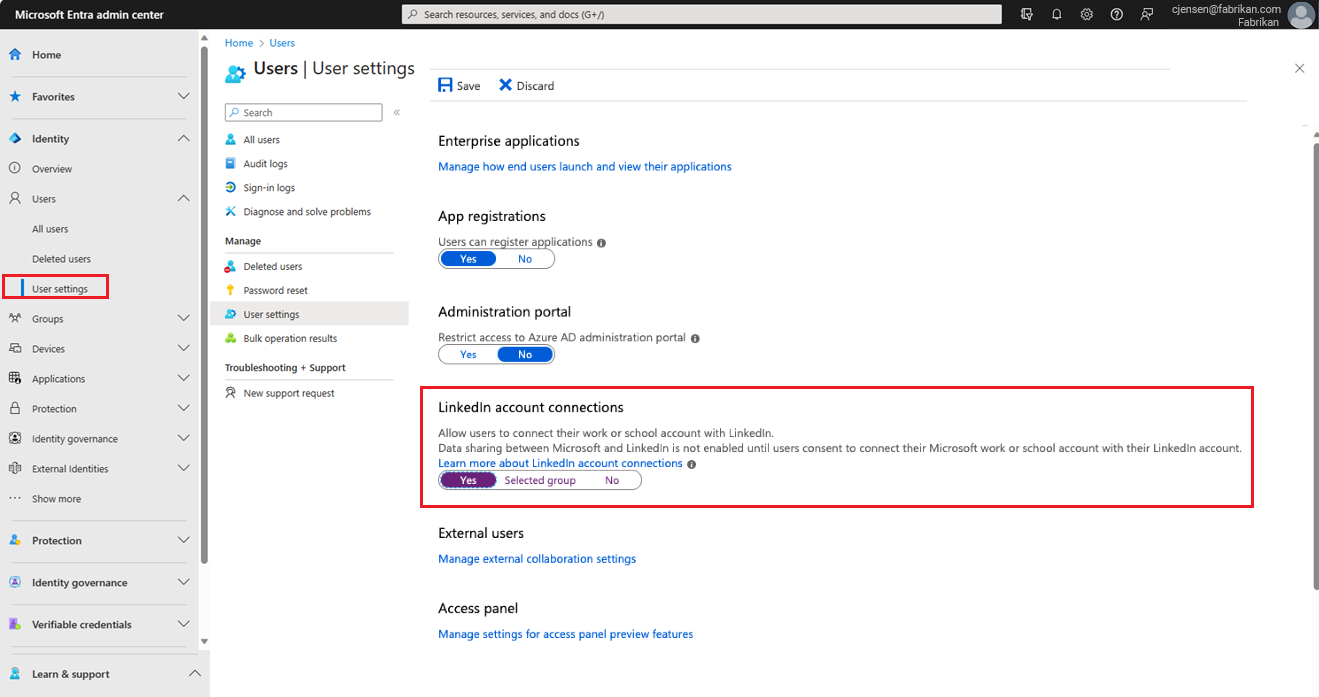 Microsoft Entra admin center
Search resources, services, and docs (G+/)
cjensen@fabrikan.com
Fabrikan
Home
Favorites
Identity
Overview
Users
All users
Deleted users
User settings
Groups
Devices
Applications
Protection
Identity governance
External Identities
Show more
Protection
Identity governance
Verifiable credentials
Learn & support
Home > Users
Users | User settings
Search
«
All users
Audit logs
Sign-in logs
Diagnose and solve problems
Manage
Deleted users
Password reset
User settings
Bulk operation results
Troubleshooting + Support
New support request
Save Discard
Enterprise applications
Manage how end users launch and view their applications
App registrations
Users can register applications
Yes No
Administration portal
Restrict access to Azure AD administration portal
Yes No
LinkedIn account connections
Allow users to connect their work or school account with LinkedIn.
Data sharing between Microsoft and LinkedIn is not enabled until users consent to connect their Microsoft work or school account with their LinkedIn account.
Learn more about LinkedIn account connections
Yes Selected group No
External users
Manage external collaboration settings
Access panel
Manage settings for access panel preview features